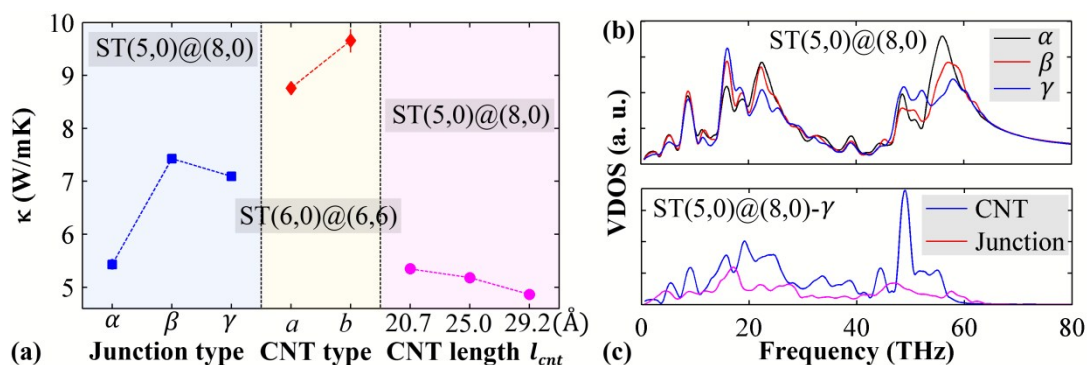 10
9
8
7
6
5
κ (W/mK)
ST(5,0)@(8,0)
ST(6,0)@(6,6)
ST(5,0)@(8,0)
α β γ a b 20.7 25.0 29.2(Å)
(a) Junction type CNT type CNT length l_cnt
(b) ST(5,0)@(8,0)
α
β
γ
VDOS (a. u.)
ST(5,0)@(8,0)-γ
CNT
Junction
0 20 40 60 80
(c) Frequency (THz)